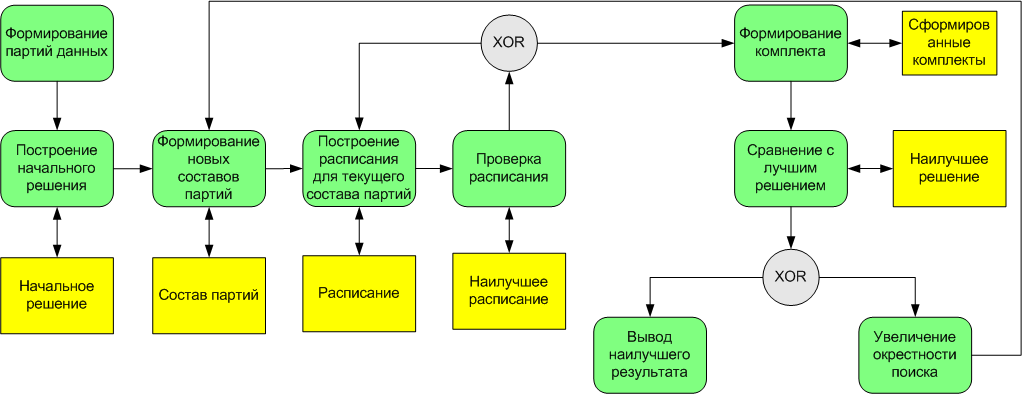 Формирование
партий данных
XOR
Формирование
комплекта
Сформиров
анные
комплекты
Построение
начального
решения
Формирование
новых
составов
партий
Построение
расписания
для текущего
состава партий
Проверка
расписания
Сравнение с
лучшим
решением
Наилучшее
решение
Начальное
решение
Состав партий
Расписание
Наилучшее
расписание
XOR
Вывод
наилучшего
результата
Увеличение
окрестности
поиска